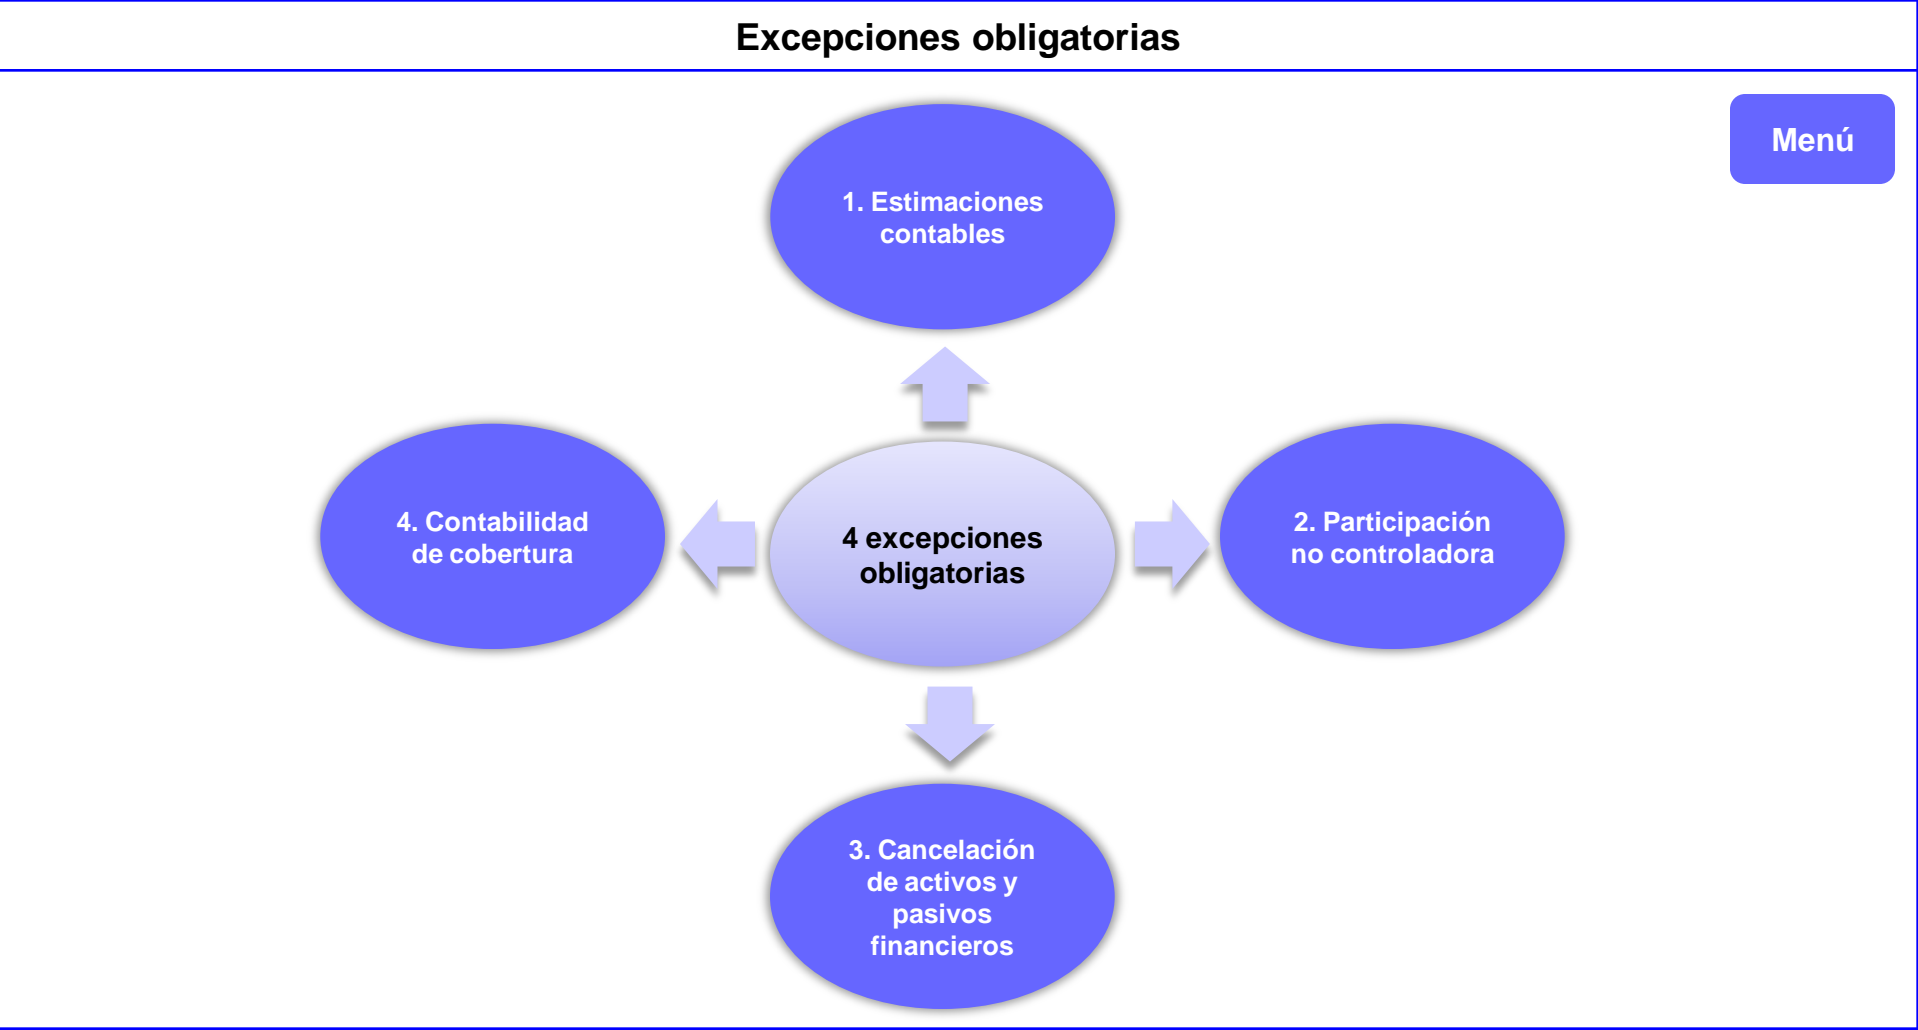 Excepciones obligatorias
Menú
1. Estimaciones
contables
4. Contabilidad
de cobertura
4 excepciones
obligatorias
2. Participación
no controladora
3. Cancelación
de activos y
pasivos
financieros